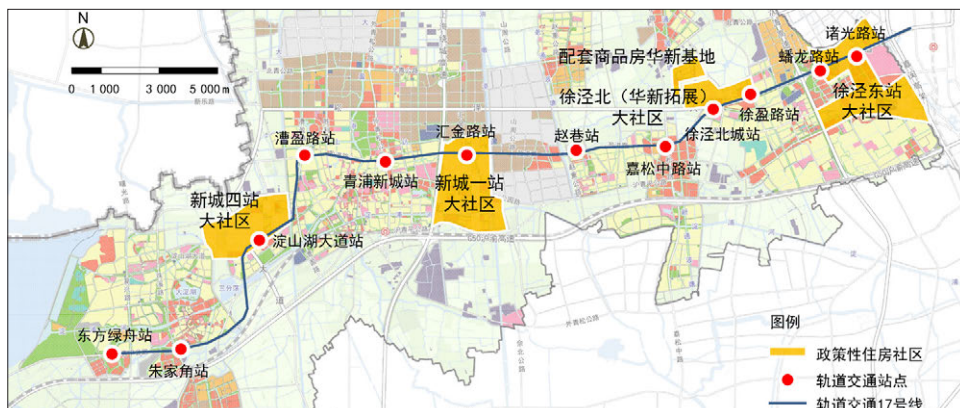 N
0 1 000 3 000 5 000 m
诸光路站
蟠龙路站
配套商品房华新基地
徐泾东站
大社区
徐泾北（华新拓展）
大社区
徐盈路站
徐泾北城站
漕盈路站
汇金路站
赵巷站
嘉松中路站
青浦新城站
新城一站
大社区
新城四站
大社区
淀山湖大道站
东方绿舟站
朱家角站
图例
政策性住房社区
轨道交通站点
轨道交通17号线